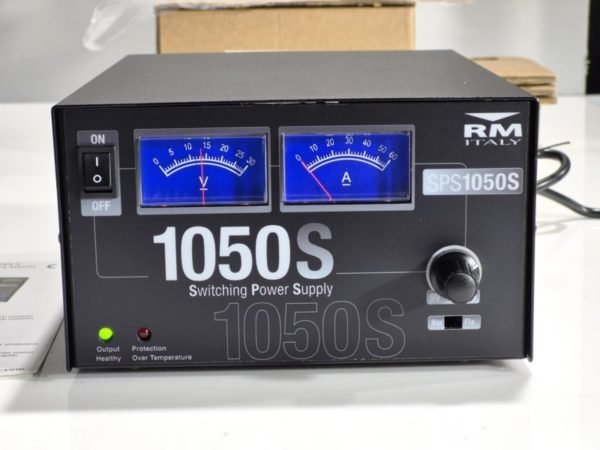 ON
I
O
OFF
0 5 10 15 20 25 30
V
0 10 20 30 40 50 60
A
RM
ITALY
SPS1050S
1050S
Switching Power Supply
1050S
Var Fix
Output
Healthy
Protection
Over Temperature